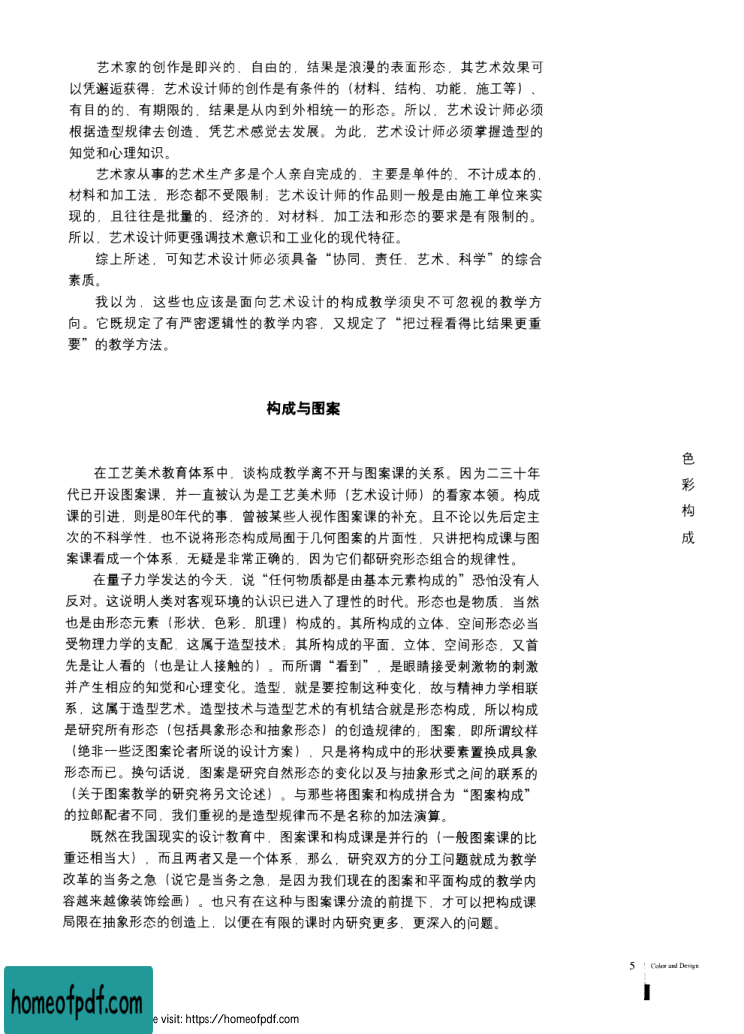 艺术家的创作是即兴的、自由的，结果是浪漫的表面形态，其艺术效果可
以凭邂逅获得；艺术设计师的创作是有条件的（材料、结构、功能、施工等）、
有目的的、有期限的，结果是从内到外相统一的形态。所以，艺术设计师必须
根据造型规律去创造，凭艺术感觉去发展。为此，艺术设计师必须掌握造型的
知觉和心理知识。
艺术家从事的艺术生产多是个人亲自完成的，主要是单件的、不计成本的，
材料和加工法，形态都不受限制；艺术设计师的作品则一般是由施工单位来实
现的，且往往是批量的、经济的，对材料、加工法和形态的要求是有限制的。
所以，艺术设计师更强调技术意识和工业化的现代特征。
综上所述，可知艺术设计师必须具备“协同、责任、艺术、科学”的综合
素质。
我以为，这些也应该是面向艺术设计的构成教学须臾不可忽视的教学方
向。它既规定了有严密逻辑性的教学内容，又规定了“把过程看得比结果更重
要”的教学方法。
构成与图案
在工艺美术教育体系中，谈构成教学离不开与图案课的关系。因为二三十年
代已开设图案课，并一直被认为是工艺美术师（艺术设计师）的看家本领。构成
课的引进，则是80年代的事，曾被某些人视作图案课的补充。且不论以先后定主
次的不科学性，也不说将形态构成局囿于几何图案的片面性，只讲把构成课与图
案课看成一个体系，无疑是非常正确的，因为它们都研究形态组合的规律性。
在量子力学发达的今天，说“任何物质都是由基本元素构成的”恐怕没有人
反对。这说明人类对客观环境的认识已进入了理性的时代。形态也是物质，当然
也是由形态元素（形状、色彩、肌理）构成的。其所构成的立体、空间形态必当
受物理力学的支配，这属于造型技术；其所构成的平面、立体、空间形态，又首
先是让人看的（也是让人接触的）。而所谓“看到”，是眼睛接受刺激物的刺激
并产生相应的知觉和心理变化。造型，就是要控制这种变化，故与精神力学相联
系，这属于造型艺术。造型技术与造型艺术的有机结合就是形态构成，所以构成
是研究所有形态（包括具象形态和抽象形态）的创造规律的；图案，即所谓纹样
（绝非一些泛图案论者所说的设计方案），只是将构成中的形状要素置换成具象
形态而已。换句话说，图案是研究自然形态的变化以及与抽象形式之间的联系的
（关于图案教学的研究将另文论述）。与那些将图案和构成拼合为“图案构成”
的拉郎配者不同，我们重视的是造型规律而不是名称的加法演算。
既然在我国现实的设计教育中，图案课和构成课是并行的（一般图案课的比
重还相当大），而且两者又是一个体系，那么，研究双方的分工问题就成为教学
改革的当务之急（说它是当务之急，是因为我们现在的图案和平面构成的教学内
容越来越像装饰绘画）。也只有在这种与图案课分流的前提下，才可以把构成课
局限在抽象形态的创造上，以便在有限的课时内研究更多、更深入的问题。
色
彩
构
成
5 Color and Design
homeofpdf.com
e visit: https://homeofpdf.com